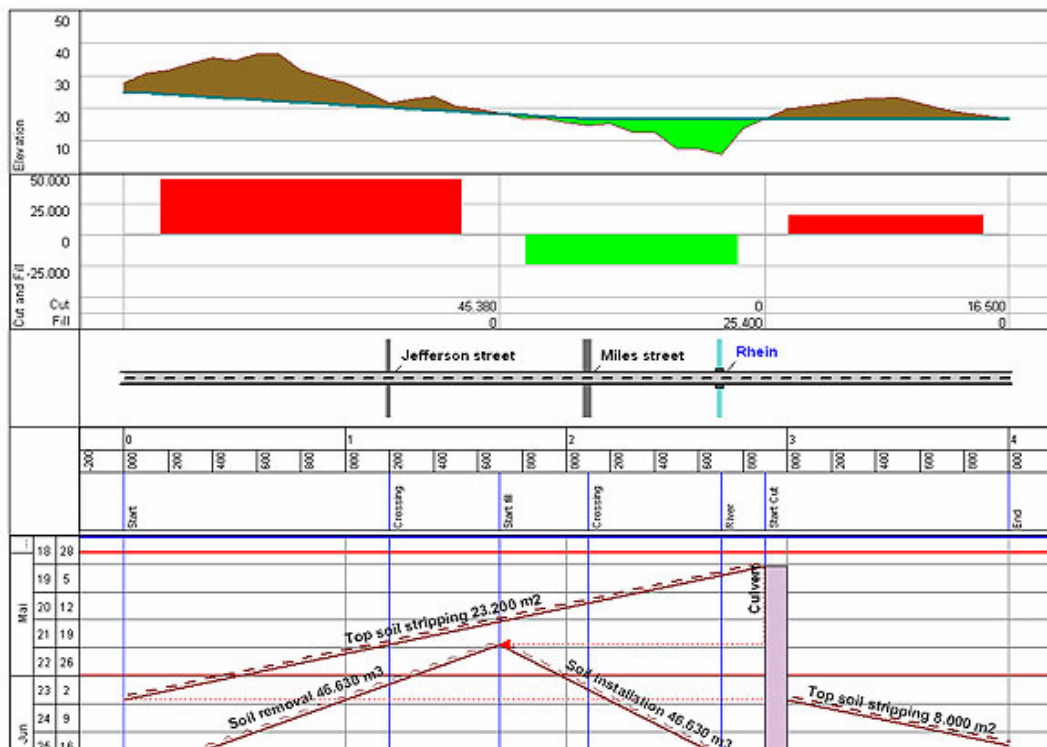 50
40
30
20
10
Elevation
50.000
25.000
0
-25.000
Cut and Fill
Cut 45 380 0 16 500
Fill 0 25.400 0
Jefferson street Miles street Rhein
0 1 2 3 4
-200 000 200 400 600 800 000 200 400 600 800 000 200 400 600 800 000 200 400 600 800 000
Start Crossing Start fill Crossing River Start Cut End
18 28
Mai 19 5
20 12
21 19
22 26
23 2
Jun 24 9
25 16
Culvert
Top soil stripping 23.200 m2
Soil removal 46.630 m3
Soil installation 46.630 m3
Top soil stripping 8.000 m2